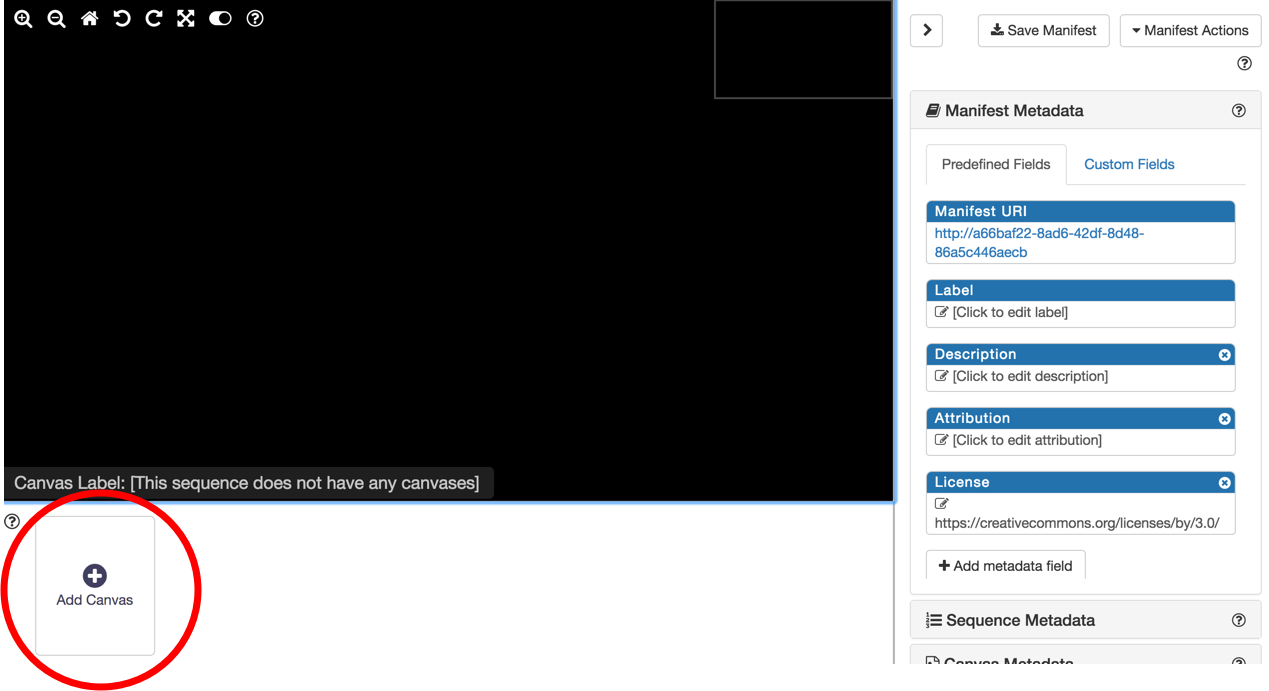 Save Manifest
Manifest Actions
Manifest Metadata
Predefined Fields
Custom Fields
Manifest URI
http://a66baf22-8ad6-42df-8d48-
86a5c446aecb
Label
[Click to edit label]
Description
[Click to edit description]
Attribution
[Click to edit attribution]
License
https://creativecommons.org/licenses/by/3.0/
Add metadata field
Sequence Metadata
Canvas Metadata
Canvas Label: [This sequence does not have any canvases]
Add Canvas